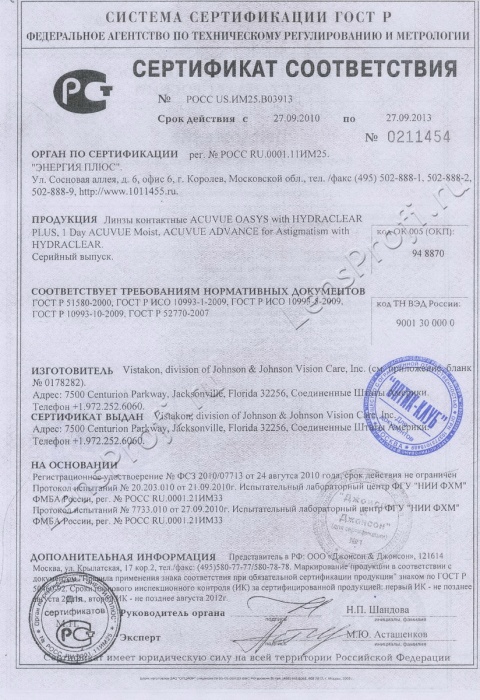 СИСТЕМА СЕРТИФИКАЦИИ ГОСТ Р
ФЕДЕРАЛЬНОЕ АГЕНТСТВО ПО ТЕХНИЧЕСКОМУ РЕГУЛИРОВАНИЮ И МЕТРОЛОГИИ
СЕРТИФИКАТ СООТВЕТСТВИЯ
№ РОСС US.ИМ25.В03913
Срок действия с 27.09.2010 по 27.09.2013
№ 0211454
ОРГАН ПО СЕРТИФИКАЦИИ рег. № РОСС RU.0001.11ИМ25.
"ЭНЕРГИЯ ПЛЮС".
Ул. Сосновая аллея, д. 6, офис 6, г. Королев, Московской обл., тел. /факс (495) 502-888-1, 502-888-2,
502-888-9, http://www.1011455.ru.
ПРОДУКЦИЯ Линзы контактные ACUVUE OASYS with HYDRACLEAR
PLUS, 1 Day ACUVUE Moist, ACUVUE ADVANCE for Astigmatism with
HYDRACLEAR.
Серийный выпуск.
код ОК 005 (ОКП):
94 8870
СООТВЕТСТВУЕТ ТРЕБОВАНИЯМ НОРМАТИВНЫХ ДОКУМЕНТОВ
ГОСТ Р 51580-2000, ГОСТ Р ИСО 10993-1-2009, ГОСТ Р ИСО 10993-5-2009,
ГОСТ Р 10993-10-2009, ГОСТ Р 52770-2007
код ТН ВЭД России:
9001 30 000 0
ИЗГОТОВИТЕЛЬ Vistakon, division of Johnson & Johnson Vision Care, Inc. (см. приложение, бланк
№ 0178282).
Адрес: 7500 Centurion Parkway, Jacksonville, Florida 32256, Соединенные Штаты Америки.
Телефон +1.972.252.6060.
СЕРТИФИКАТ ВЫДАН Vistakon, division of Johnson & Johnson Vision Care, Inc.
Адрес: 7500 Centurion Parkway, Jacksonville, Florida 32256, Соединенные Штаты Америки.
Телефон +1.972.252.6060.
НА ОСНОВАНИИ
Регистрационное удостверение № ФСЗ 2010/07713 от 24 августа 2010 года, срок действия не ограничен
Протокол испытаний № 20.203.010 от 21.09.2010г. Испытательный лабораторный центр ФГУ "НИИ ФХМ"
ФМБА России, рег. № РОСС RU.0001.21ИМ33
Протокол испытаний № 7733.010 от 27.09.2010г. Испытательный лабораторный центр ФГУ "НИИ ФХМ"
ФМБА России, рег. № РОСС RU.0001.21ИМ33
ДОПОЛНИТЕЛЬНАЯ ИНФОРМАЦИЯ Представитель в РФ: ООО «Джонсон & Джонсон», 121614
Москва, ул. Крылатская, 17 кор.2, тел./факс: (495)580-77-77/580-78-78. Маркирование продукции в соответствии с
документом "Правила применения знака соответствия при обязательной сертификации продукции" знаком по ГОСТ Р
50460-92. Сроки планового инспекционного контроля (ИК) за сертифицированной продукцией: первый ИК - не позднее
августа 2011г., второй ИК - не позднее августа 2012г.
Руководитель органа
Н.П. Шандова
Эксперт
М.Ю. Асташенков
Для
сертификатов
М.П.
"ОПТИК-КЛУБ"
МОСКВА
"Джонсон
&
Джонсон"
№1
LensProfi.ru
Сертификат имеет юридическую силу на всей территории Российской Федерации